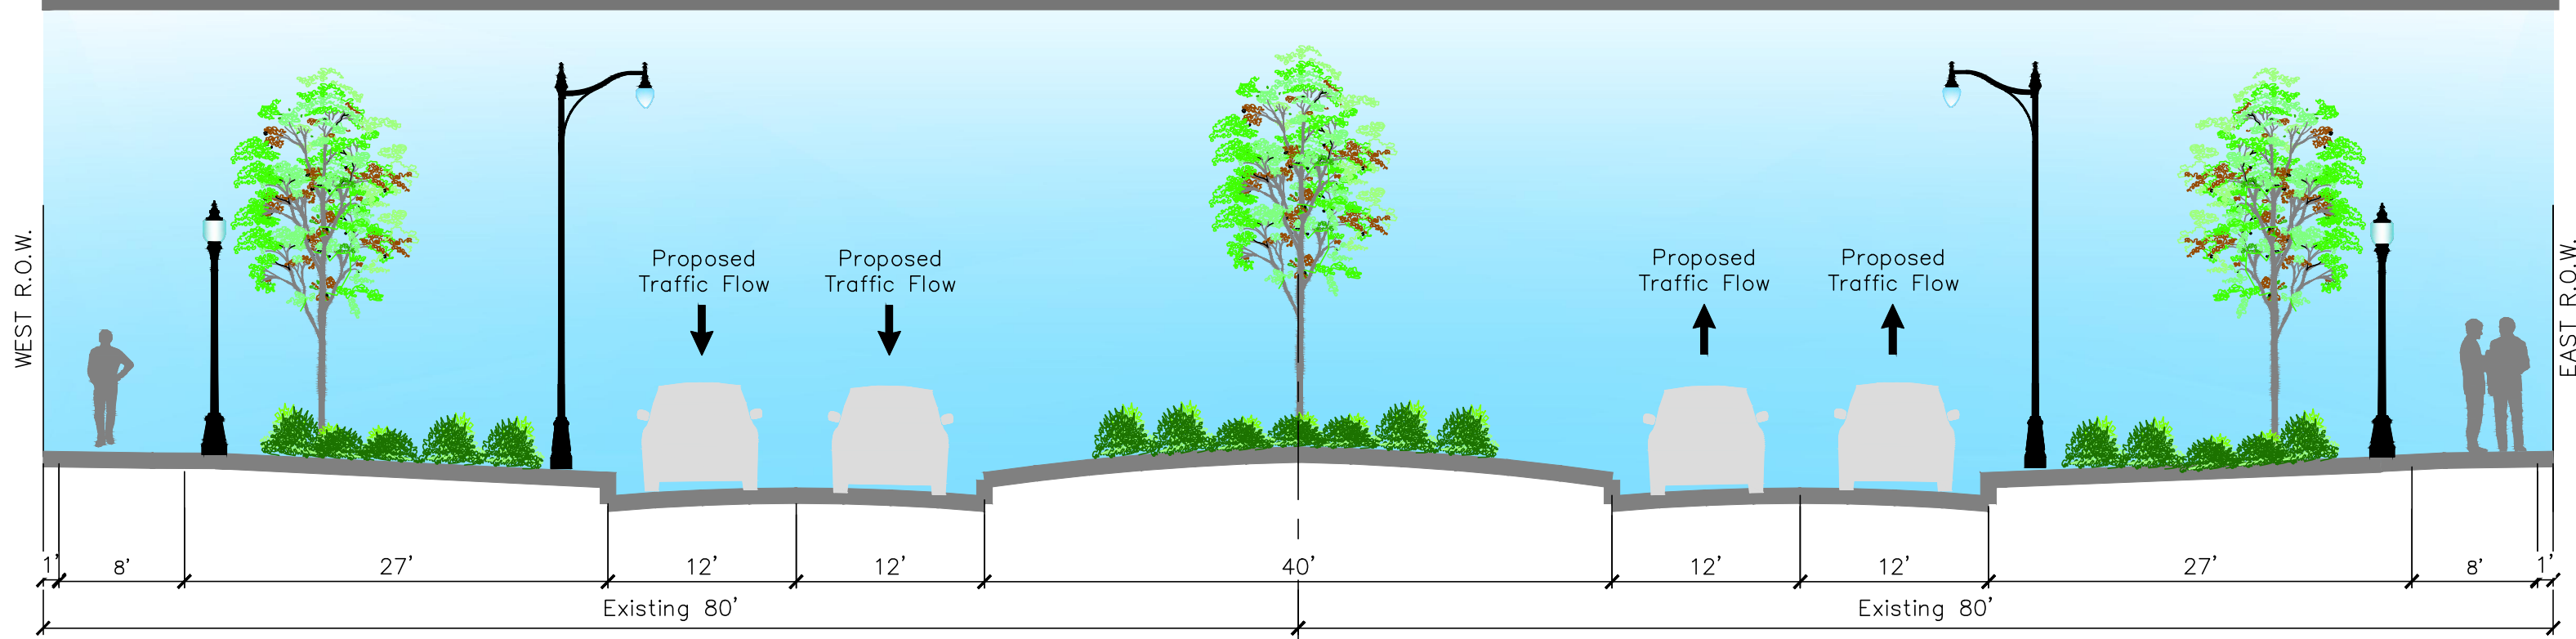 WEST R.O.W.
Proposed
Traffic Flow
Proposed
Traffic Flow
Proposed
Traffic Flow
Proposed
Traffic Flow
EAST R.O.W.
1' 8' 27' 12' 12' 40' 12' 12' 27' 8' 1'
Existing 80' Existing 80'